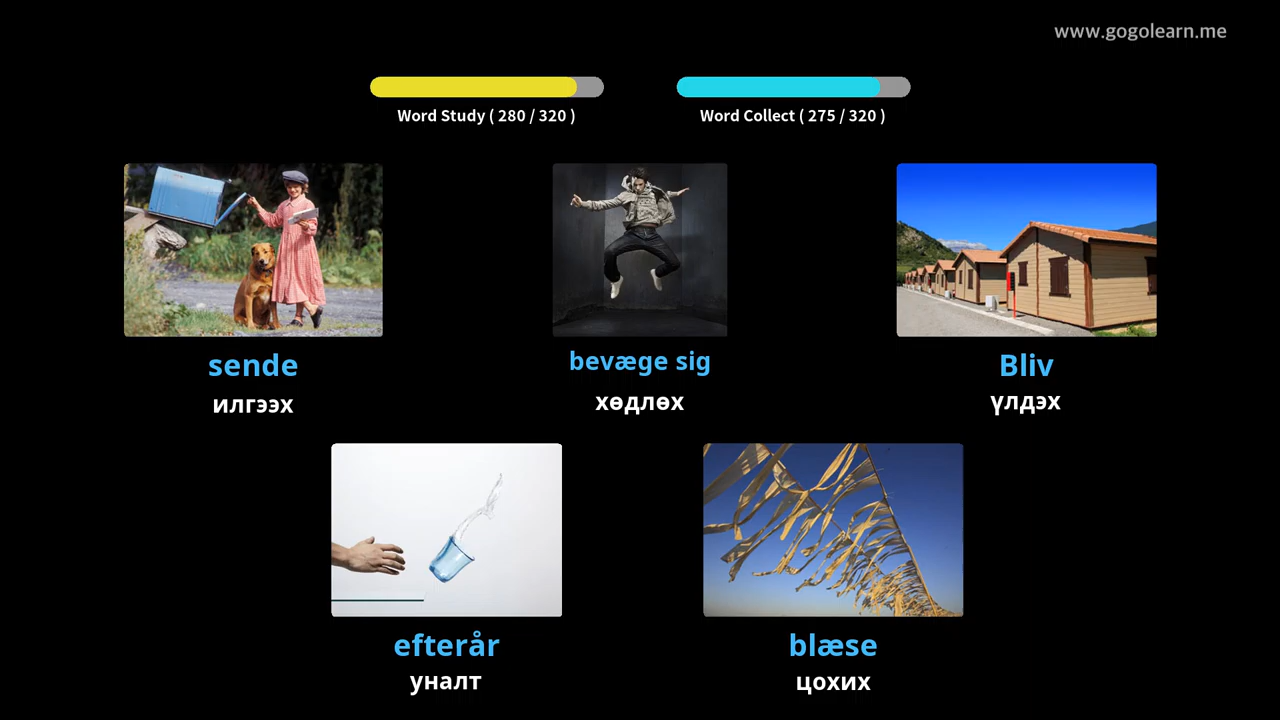 www.gogolearn.me
Word Study ( 280 / 320 )
Word Collect ( 275 / 320 )
sende
bevæge sig
Bliv
илгээх
хөдлөх
үлдэх
efterår
blæse
уналт
цохих